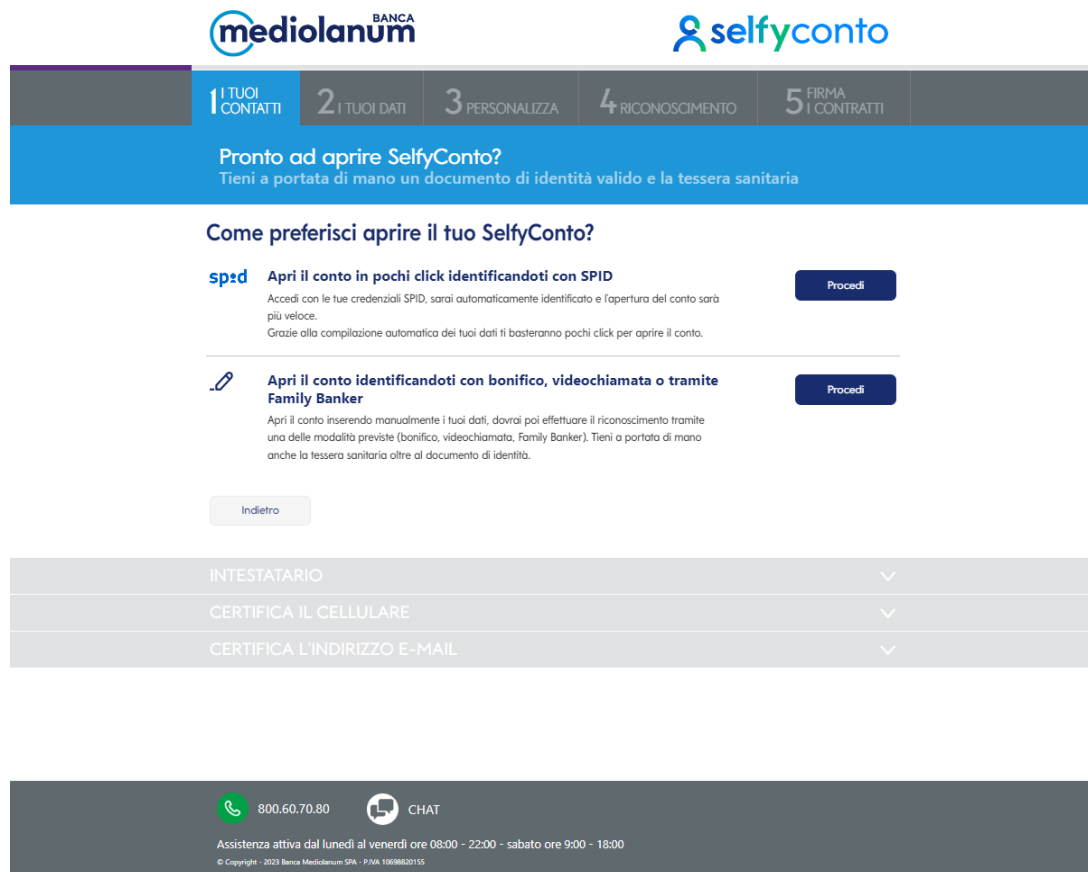 BANCA
mediolanum
selfyconto
1 I TUOI CONTATTI
2 I TUOI DATI
3 PERSONALIZZA
4 RICONOSCIMENTO
5 FIRMA I CONTRATTI
Pronto ad aprire SelfyConto?
Tieni a portata di mano un documento di identità valido e la tessera sanitaria
Come preferisci aprire il tuo SelfyConto?
spid
Apri il conto in pochi click identificandoti con SPID
Procedi
Accedi con le tue credenziali SPID, sarai automaticamente identificato e l'apertura del conto sarà
più veloce.
Grazie alla compilazione automatica dei tuoi dati ti basteranno pochi click per aprire il conto.
Apri il conto identificandoti con bonifico, videochiamata o tramite
Family Banker
Procedi
Apri il conto inserendo manualmente i tuoi dati, dovrai poi effettuare il riconoscimento tramite
una delle modalità previste (bonifico, videochiamata, Family Banker). Tieni a portata di mano
anche la tessera sanitaria oltre al documento di identità.
Indietro
INTESTATARIO
CERTIFICA IL CELLULARE
CERTIFICA L'INDIRIZZO E-MAIL
800.60.70.80
CHAT
Assistenza attiva dal lunedì al venerdì ore 08:00 - 22:00 - sabato ore 9:00 - 18:00
© Copyright - 2023 Banca Mediolanum SPA - P.IVA 10698820155